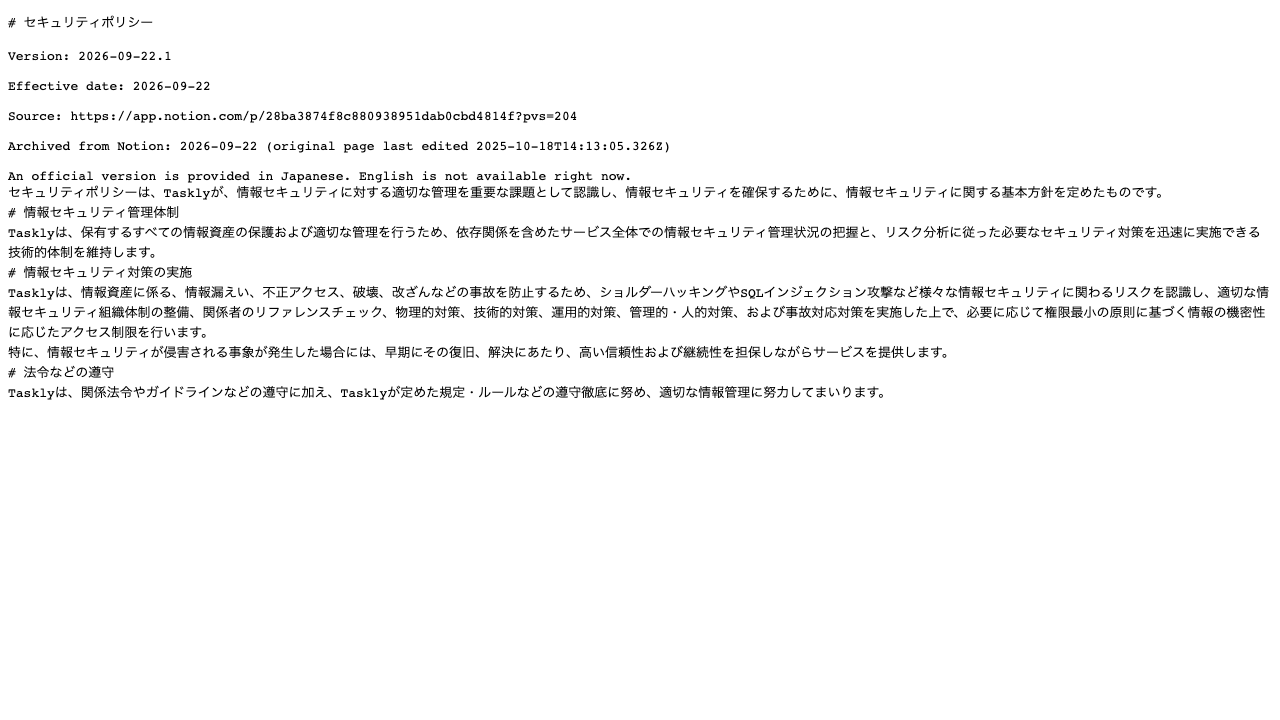 # セキュリティポリシー
Version: 2026-09-22.1
Effective date: 2026-09-22
Source: https://app.notion.com/p/28ba3874f8c880938951dab0cbd4814f?pvs=204
Archived from Notion: 2026-09-22 (original page last edited 2025-10-18T14:13:05.326Z)
An official version is provided in Japanese. English is not available right now.
セキュリティポリシーは、Tasklyが、情報セキュリティに対する適切な管理を重要な課題として認識し、情報セキュリティを確保するために、情報セキュリティに関する基本方針を定めたものです。
# 情報セキュリティ管理体制
Tasklyは、保有するすべての情報資産の保護および適切な管理を行うため、依存関係を含めたサービス全体での情報セキュリティ管理状況の把握と、リスク分析に従った必要なセキュリティ対策を迅速に実施できる
技術的体制を維持します。
# 情報セキュリティ対策の実施
Tasklyは、情報資産に係る、情報漏えい、不正アクセス、破壊、改ざんなどの事故を防止するため、ショルダーハッキングやSQLインジェクション攻撃など様々な情報セキュリティに関わるリスクを認識し、適切な情
報セキュリティ組織体制の整備、関係者のリファレンスチェック、物理的対策、技術的対策、運用的対策、管理的・人的対策、および事故対応対策を実施した上で、必要に応じて権限最小の原則に基づく情報の機密性
に応じたアクセス制限を行います。
特に、情報セキュリティが侵害される事象が発生した場合には、早期にその復旧、解決にあたり、高い信頼性および継続性を担保しながらサービスを提供します。
# 法令などの遵守
Tasklyは、関係法令やガイドラインなどの遵守に加え、Tasklyが定めた規定・ルールなどの遵守徹底に努め、適切な情報管理に努力してまいります。